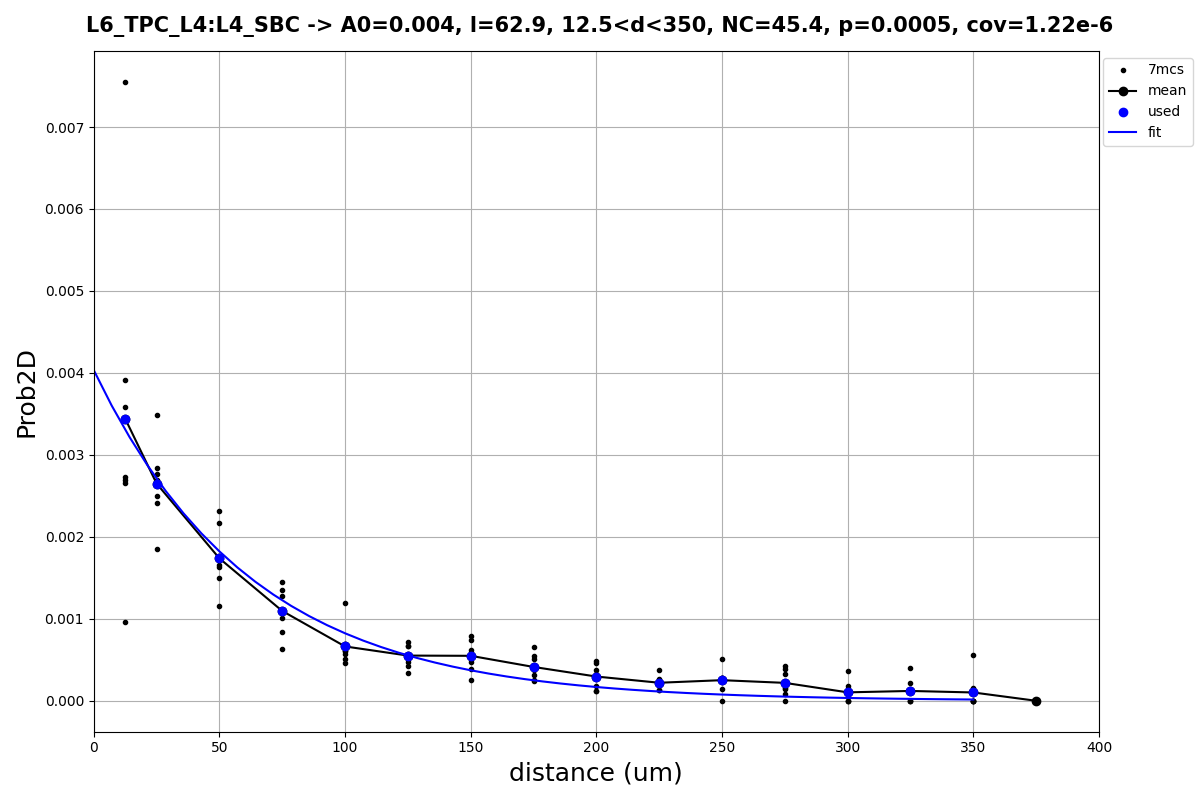 L6_TPC_L4:L4_SBC -> A0=0.004, l=62.9, 12.5<d<350, NC=45.4, p=0.0005, cov=1.22e-6
7mcs
mean
used
fit
0.007
0.006
0.005
0.004
0.003
0.002
0.001
0.000
Prob2D
0 50 100 150 200 250 300 350 400
distance (um)